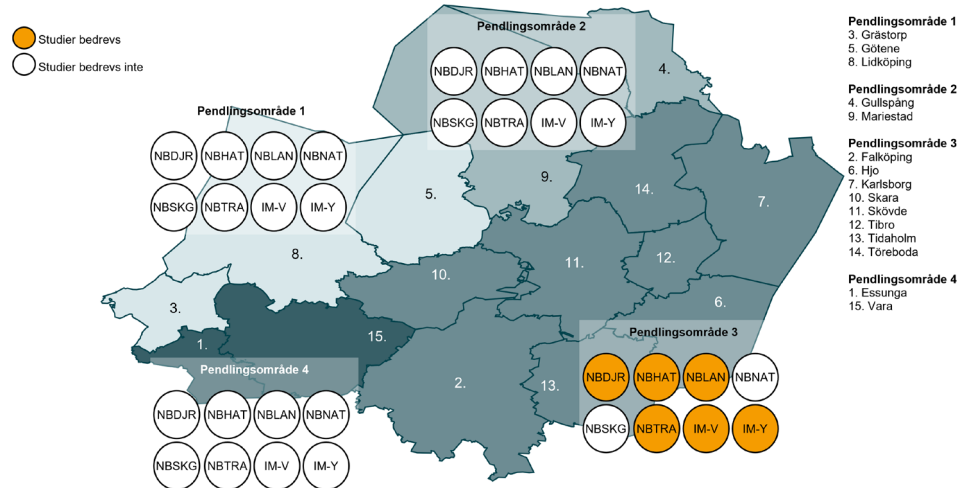 Studier bedrevs
Studier bedrevs inte
Pendlingsområde 2
NBDJR NBHAT NBLAN NBNAT
NBSKG NBTRA IM-V IM-Y
4.
Pendlingsområde 1
NBDJR NBHAT NBLAN NBNAT
NBSKG NBTRA IM-V IM-Y
5.
9.
14.
7.
8.
10.
11.
12.
3.
6.
1.
15.
2.
13.
Pendlingsområde 3
NBDJR NBHAT NBLAN NBNAT
NBSKG NBTRA IM-V IM-Y
Pendlingsområde 4
NBDJR NBHAT NBLAN NBNAT
NBSKG NBTRA IM-V IM-Y
Pendlingsområde 1
3. Grästorp
5. Götene
8. Lidköping
Pendlingsområde 2
4. Gullspång
9. Mariestad
Pendlingsområde 3
2. Falköping
6. Hjo
7. Karlsborg
10. Skara
11. Skövde
12. Tibro
13. Tidaholm
14. Töreboda
Pendlingsområde 4
1. Essunga
15. Vara